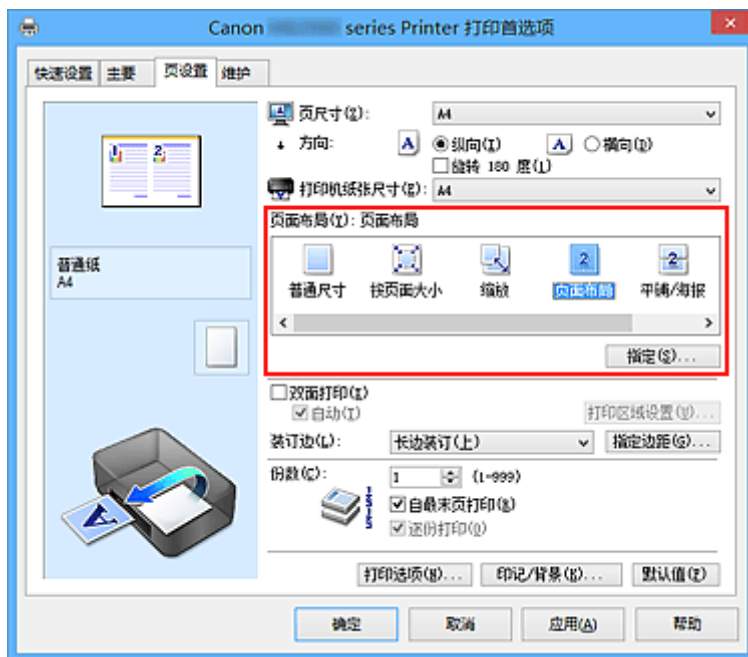 Canon series Printer 打印首选项
快速设置 主要 页设置 维护
页尺寸(Z): A4
方向: A 纵向(I) A 横向(D)
旋转 180 度(L)
打印机纸张尺寸(E): A4
页面布局(Y): 页面布局
普通尺寸 按页面大小 缩放 页面布局 平铺/海报
指定(S)...
双面打印(X)
自动(T) 打印区域设置(U)...
装订边(L): 长边装订(上) 指定边距(G)...
份数(C): 1 (1-999)
自最末页打印(R)
逐份打印(O)
打印选项(N)... 印记/背景(K)... 默认值(F)
普通纸
A4
确定 取消 应用(A) 帮助